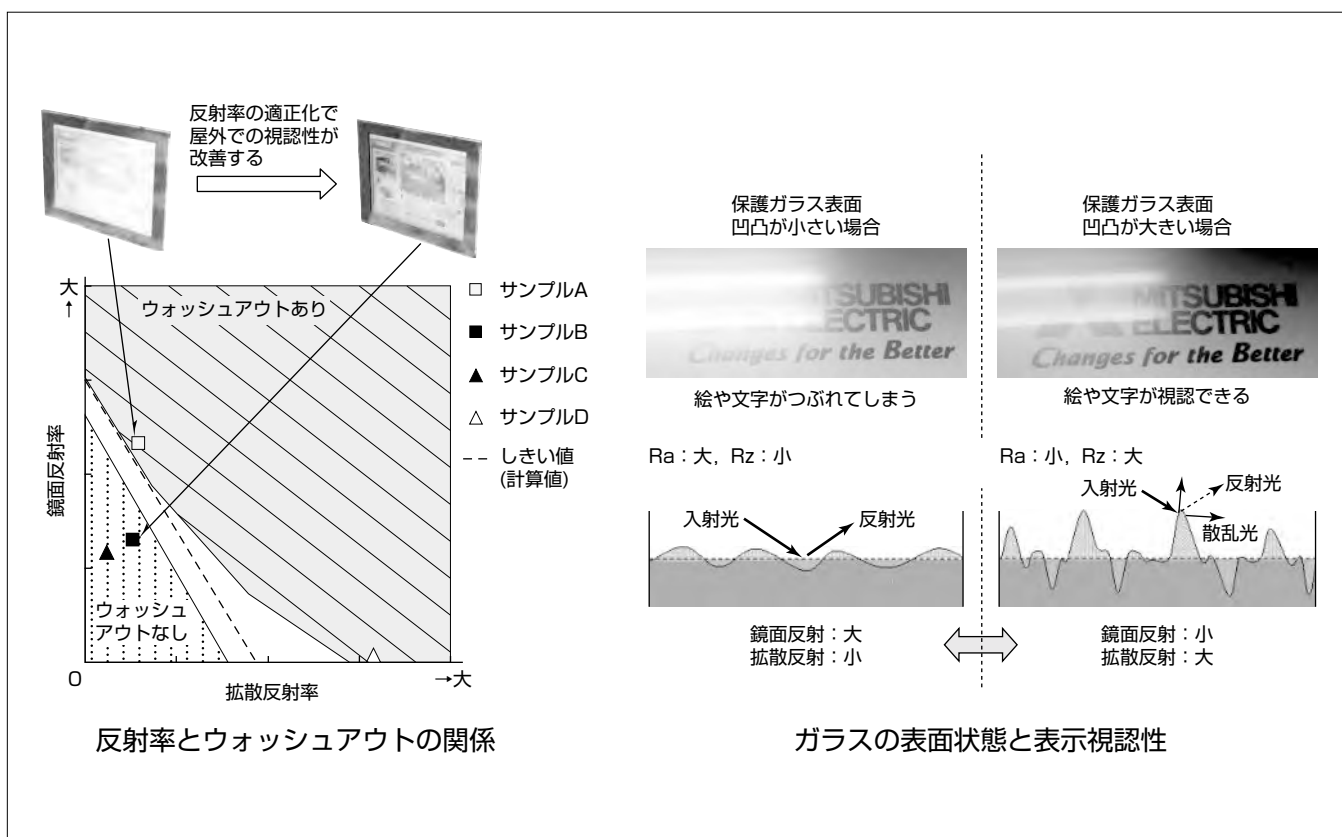 反射率の適正化で
屋外での視認性が
改善する
大
↑
ウォッシュアウトあり
鏡面反射率
ウォッシュ
アウトなし
0
拡散反射率
→大
□ サンプルA
■ サンプルB
▲ サンプルC
△ サンプルD
-- しきい値
(計算値)
反射率とウォッシュアウトの関係
保護ガラス表面
凹凸が小さい場合
TSUBISHI
ECTRIC
Changes for the Better
絵や文字がつぶれてしまう
Ra:大,Rz:小
入射光
反射光
鏡面反射:大
拡散反射:小
保護ガラス表面
凹凸が大きい場合
MITSUBISHI
ELECTRIC
Changes for the Better
絵や文字が視認できる
Ra:小,Rz:大
入射光
反射光
散乱光
鏡面反射:小
拡散反射:大
ガラスの表面状態と表示視認性